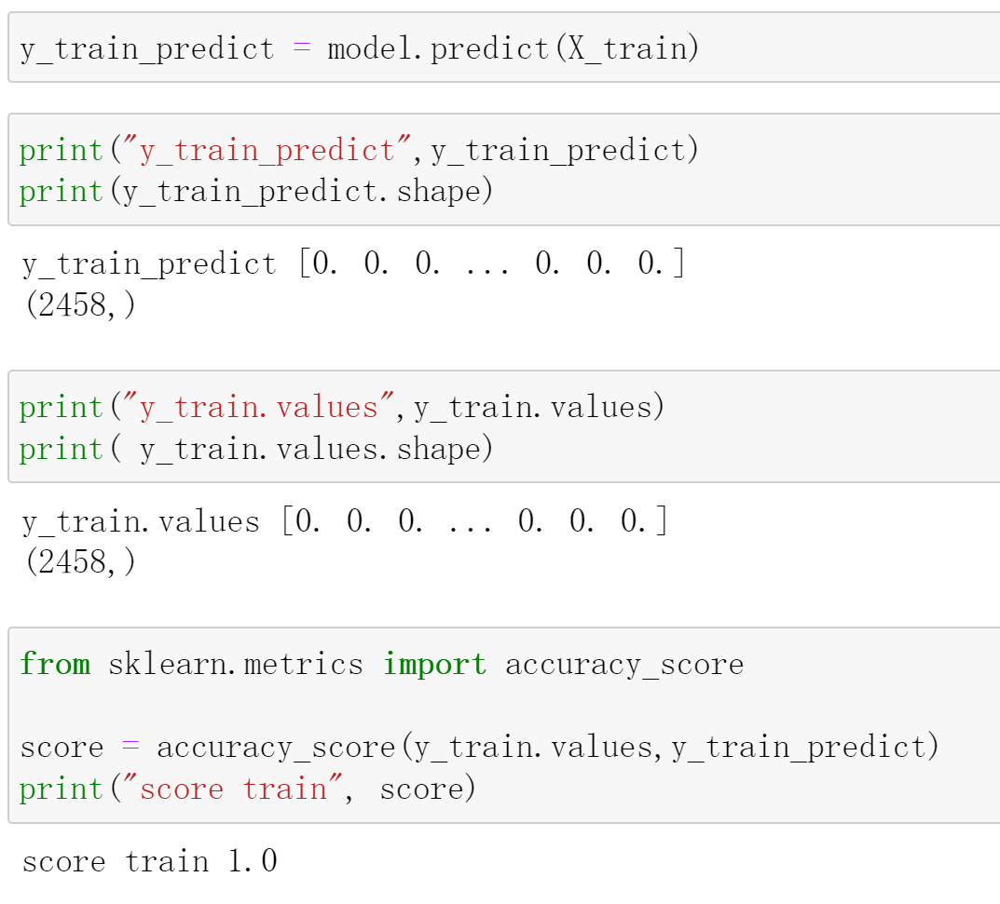 y_train_predict = model.predict(X_train)
print("y_train_predict",y_train_predict)
print(y_train_predict.shape)
y_train_predict [0. 0. 0. ... 0. 0. 0.]
(2458,)
print("y_train.values",y_train.values)
print( y_train.values.shape)
y_train.values [0. 0. 0. ... 0. 0. 0.]
(2458,)
from sklearn.metrics import accuracy_score
score = accuracy_score(y_train.values,y_train_predict)
print("score train", score)
score train 1.0